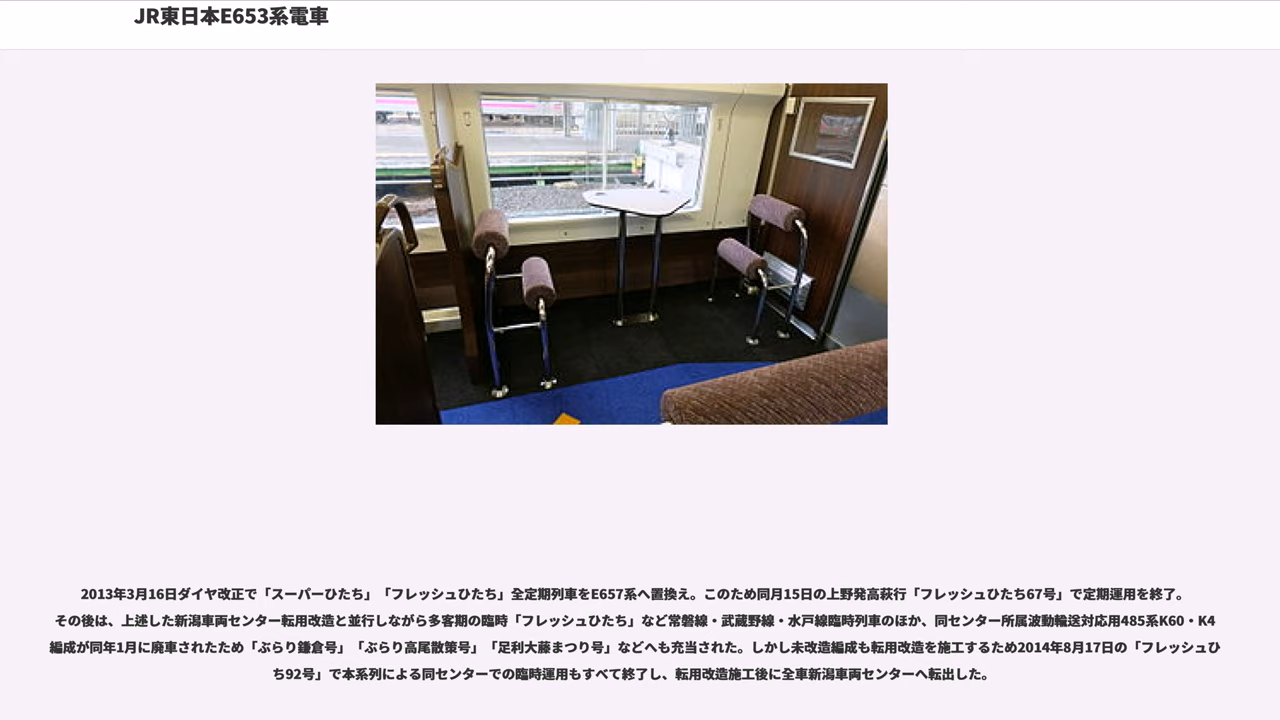 JR東日本E653系電車
2013年3月16日ダイヤ改正で「スーパーひたち」「フレッシュひたち」全定期列車をE657系へ置換え。このため同月15日の上野発高萩行「フレッシュひたち67号」で定期運用を終了。
その後は、上述した新潟車両センター転用改造と並行しながら多客期の臨時「フレッシュひたち」など常磐線・武蔵野線・水戸線臨時列車のほか、同センター所属波動輸送対応用485系K60・K4
編成が同年1月に廃車されたため「ぶらり鎌倉号」「ぶらり高尾散策号」「足利大藤まつり号」などへも充当された。しかし未改造編成も転用改造を施工するため2014年8月17日の「フレッシュひ
ち92号」で本系列による同センターでの臨時運用もすべて終了し、転用改造施工後に全車新潟車両センターへ転出した。